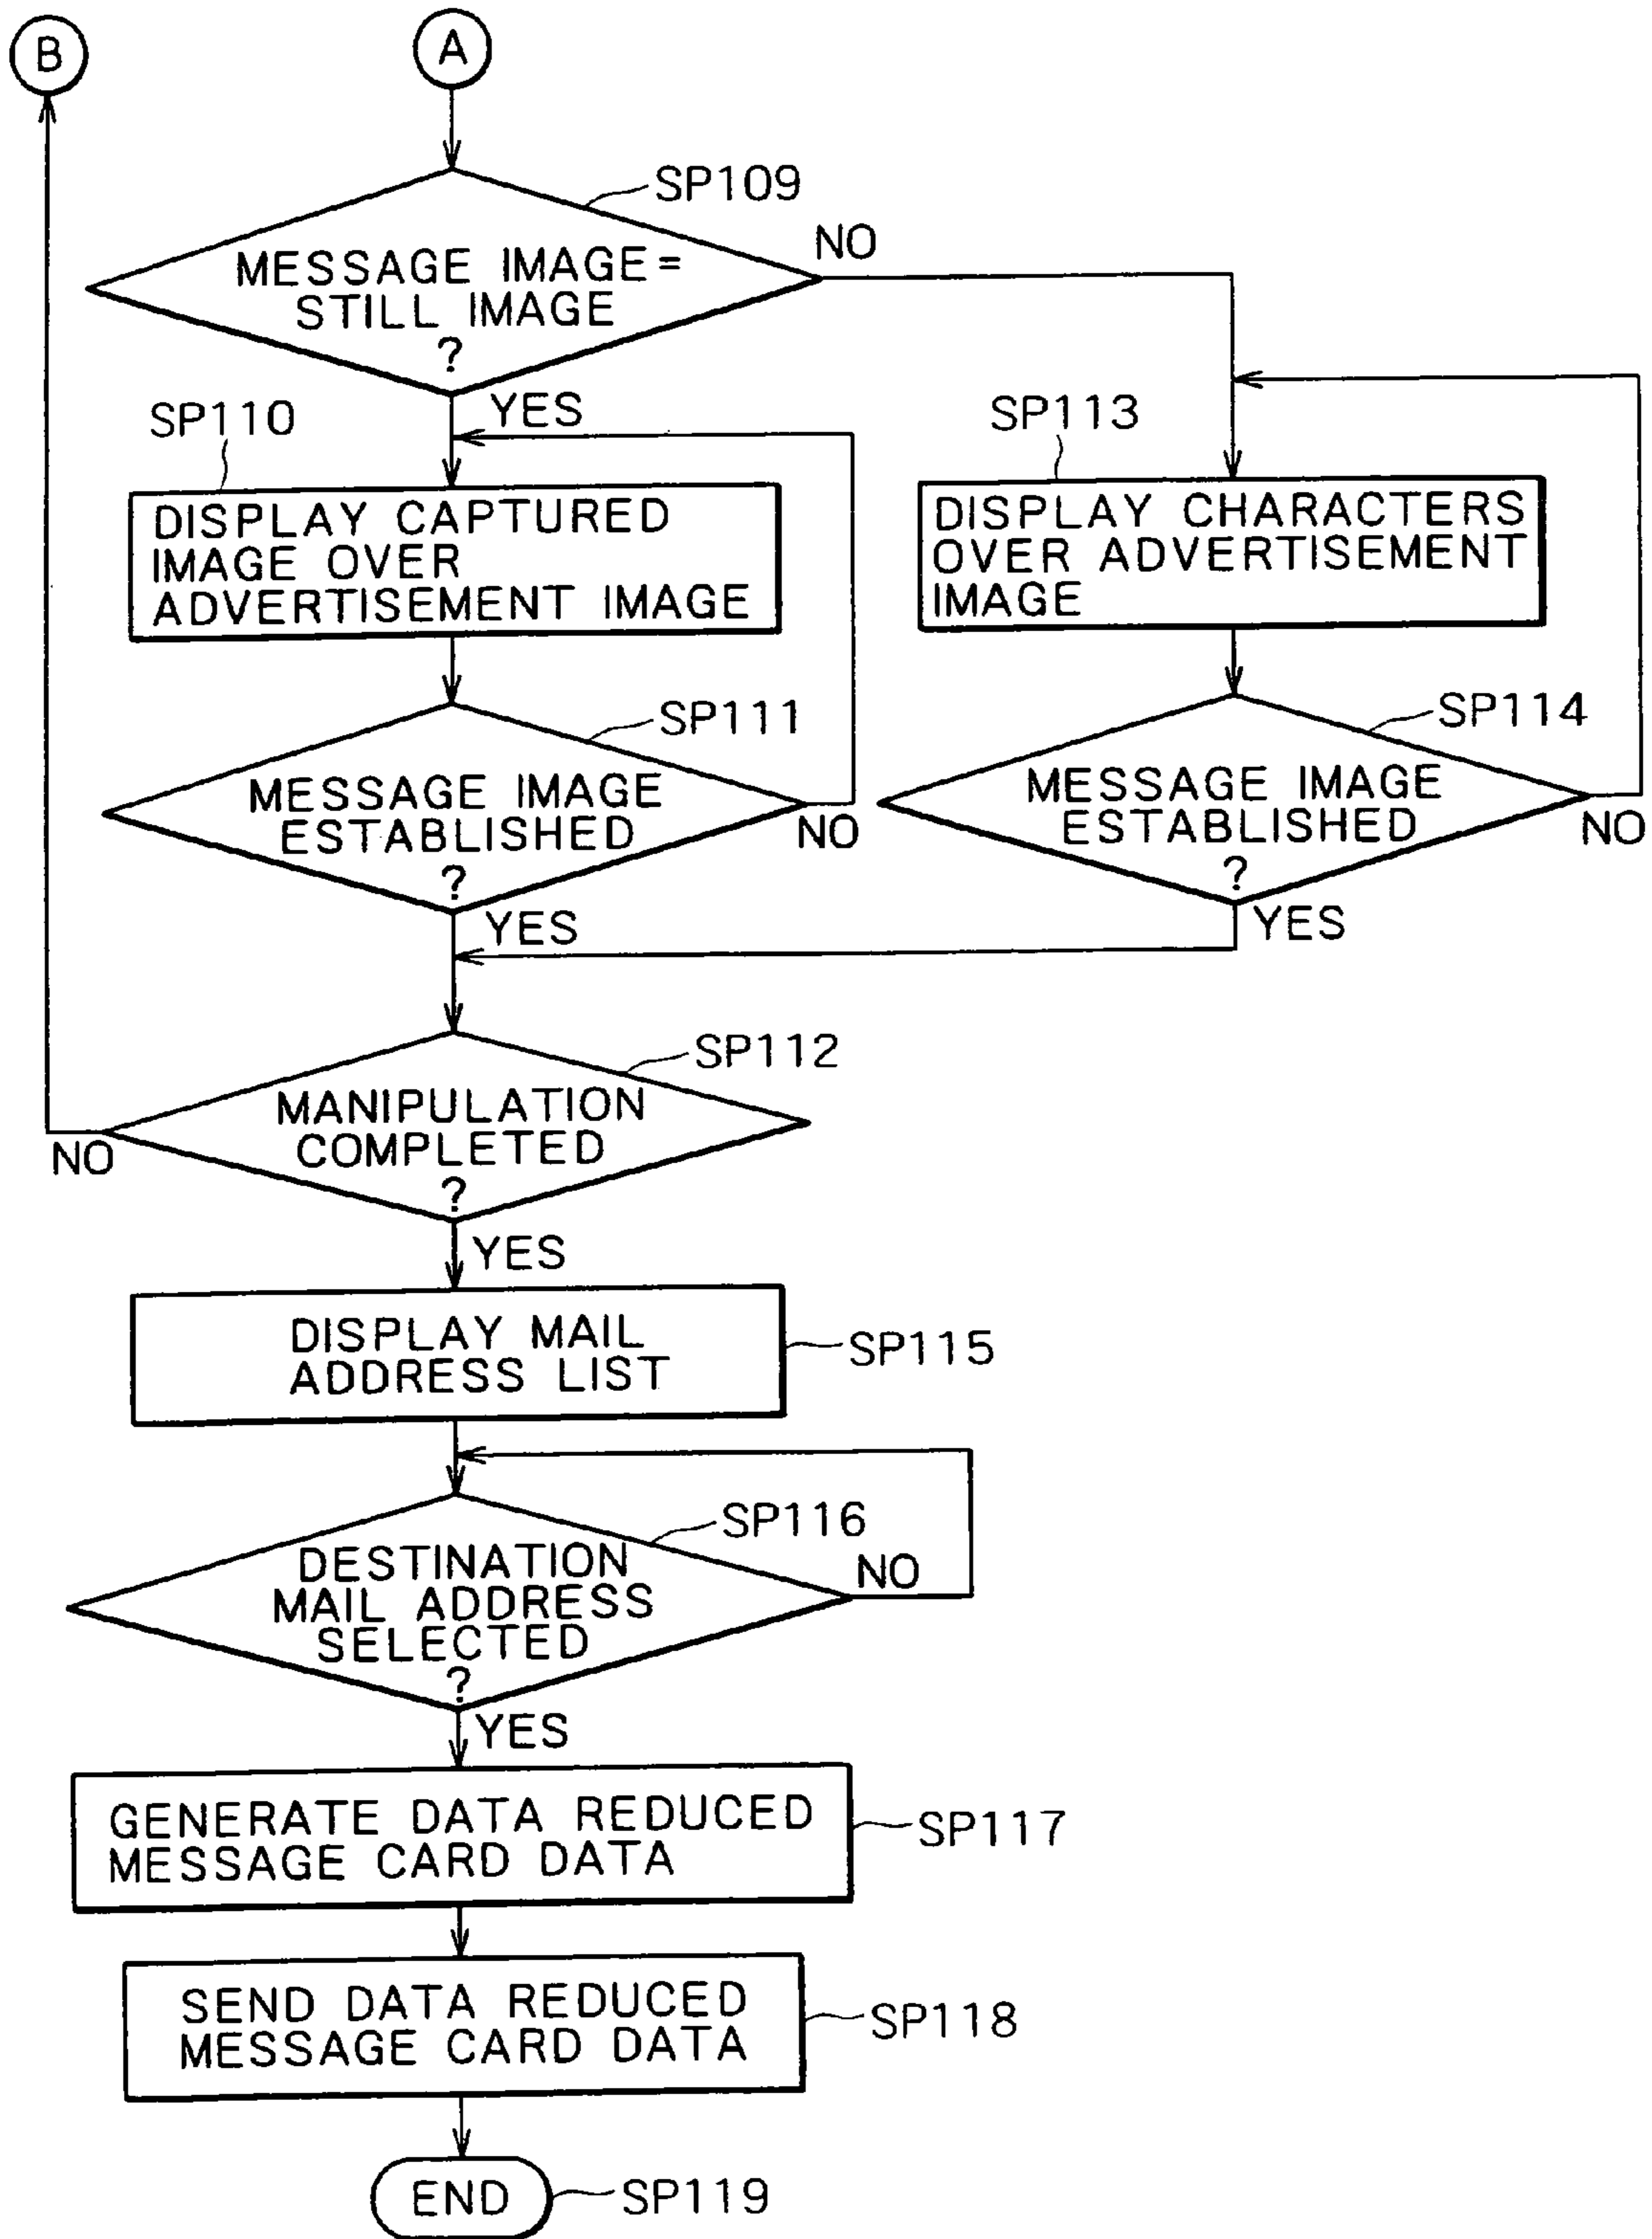 B
A
SP109
MESSAGE IMAGE=
STILL IMAGE
?
NO
YES
SP110
DISPLAY CAPTURED
IMAGE OVER
ADVERTISEMENT IMAGE
SP113
DISPLAY CHARACTERS
OVER ADVERTISEMENT
IMAGE
SP111
MESSAGE IMAGE
ESTABLISHED
?
NO
YES
SP114
MESSAGE IMAGE
ESTABLISHED
?
NO
YES
SP112
MANIPULATION
COMPLETED
?
NO
YES
DISPLAY MAIL
ADDRESS LIST
SP115
SP116
DESTINATION
MAIL ADDRESS
SELECTED
?
NO
YES
GENERATE DATA REDUCED
MESSAGE CARD DATA
SP117
SEND DATA REDUCED
MESSAGE CARD DATA
SP118
END
SP119